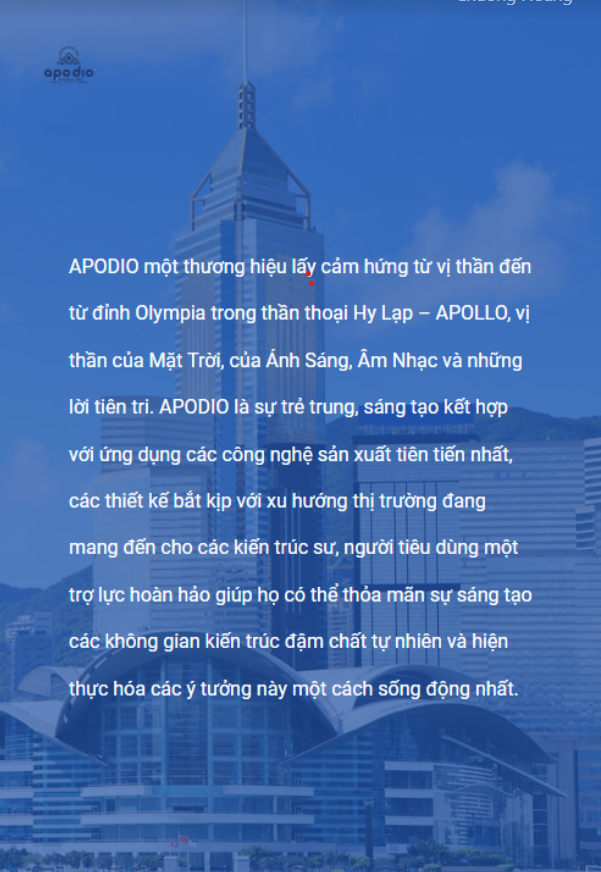 apodio
APODIO một thương hiệu lấy cảm hứng từ vị thần đến
từ đỉnh Olympia trong thần thoại Hy Lạp – APOLLO, vị
thần của Mặt Trời, của Ánh Sáng, Âm Nhạc và những
lời tiên tri. APODIO là sự trẻ trung, sáng tạo kết hợp
với ứng dụng các công nghệ sản xuất tiên tiến nhất,
các thiết kế bắt kịp với xu hướng thị trường đang
mang đến cho các kiến trúc sư, người tiêu dùng một
trợ lực hoàn hảo giúp họ có thể thỏa mãn sự sáng tạo
các không gian kiến trúc đậm chất tự nhiên và hiện
thực hóa các ý tưởng này một cách sống động nhất.